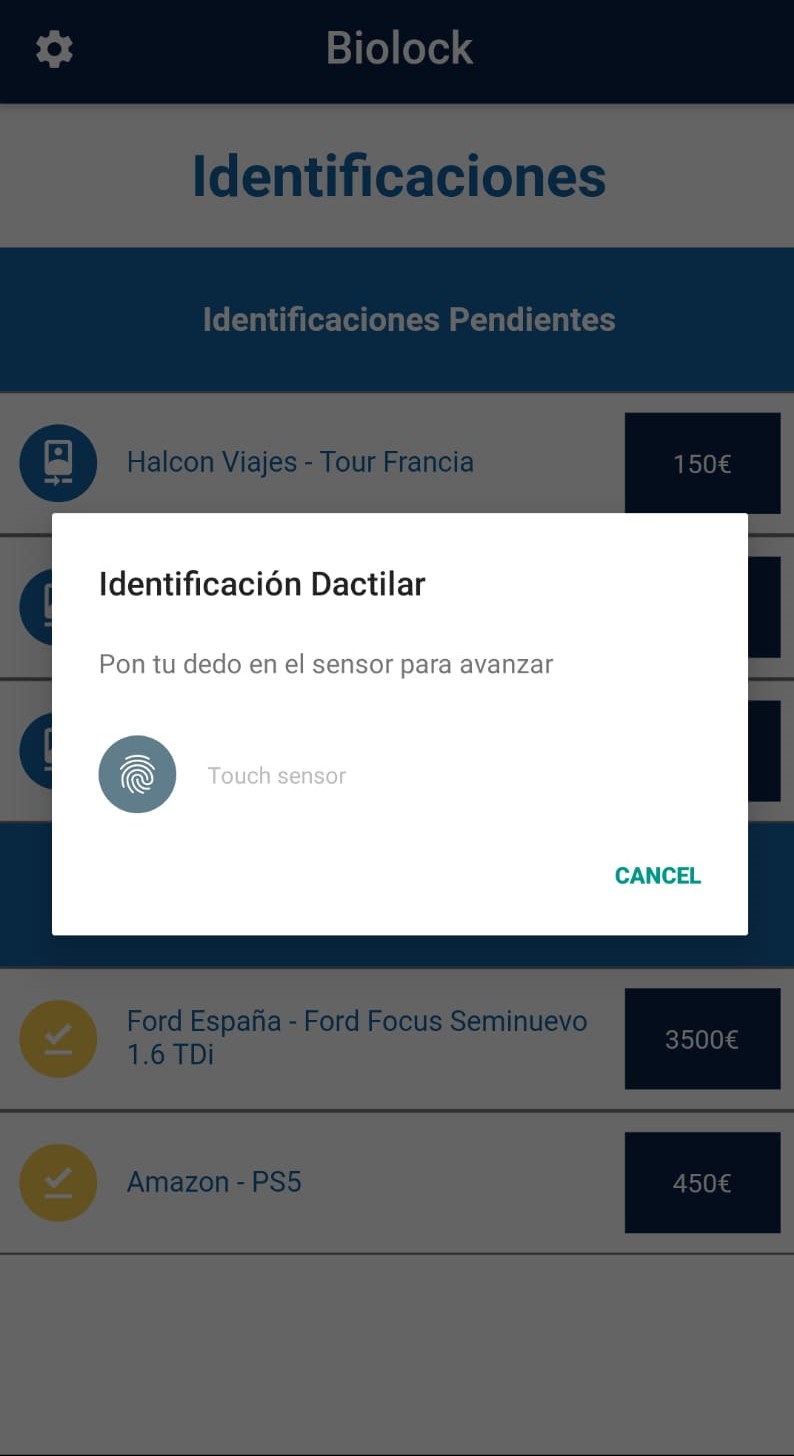 Biolock
Identificaciones
Identificaciones Pendientes
Halcon Viajes - Tour Francia
150€
Identificación Dactilar
Pon tu dedo en el sensor para avanzar
Touch sensor
CANCEL
Ford España - Ford Focus Seminuevo
1.6 TDi
3500€
Amazon - PS5
450€